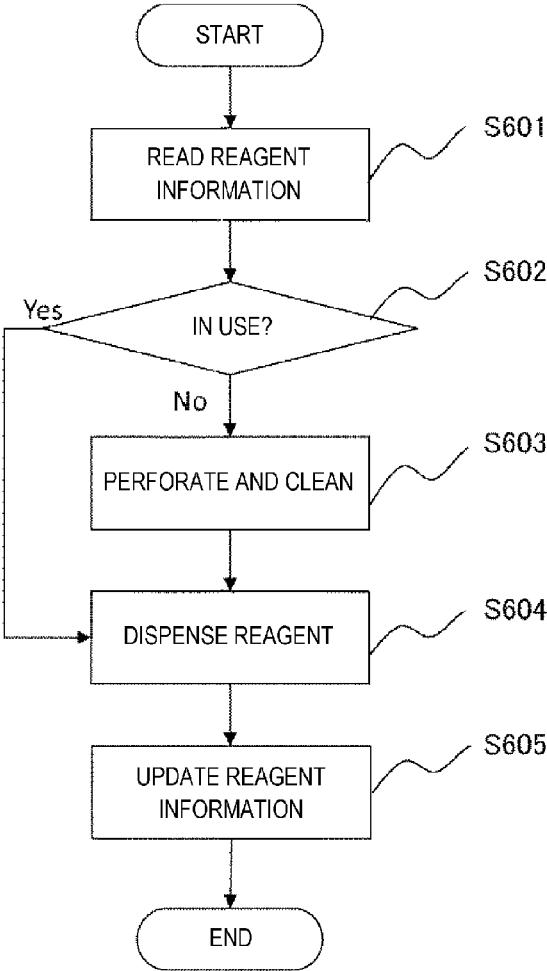 START
S601
READ REAGENT
INFORMATION
S602
Yes
IN USE?
No
S603
PERFORATE AND CLEAN
S604
DISPENSE REAGENT
S605
UPDATE REAGENT
INFORMATION
END